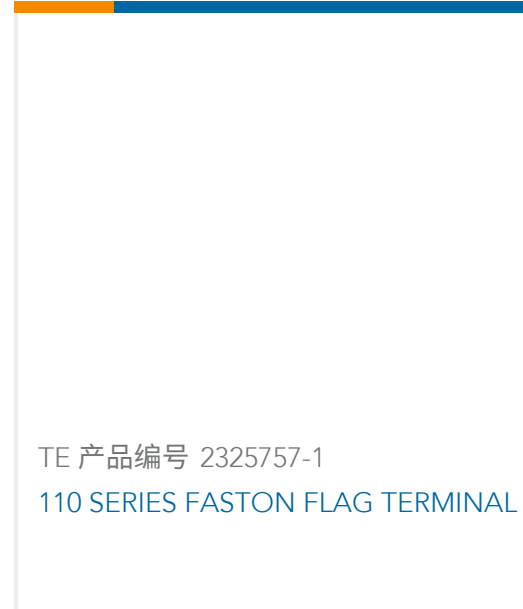 TE 产品编号 2325757-1
110 SERIES FASTON FLAG TERMINAL